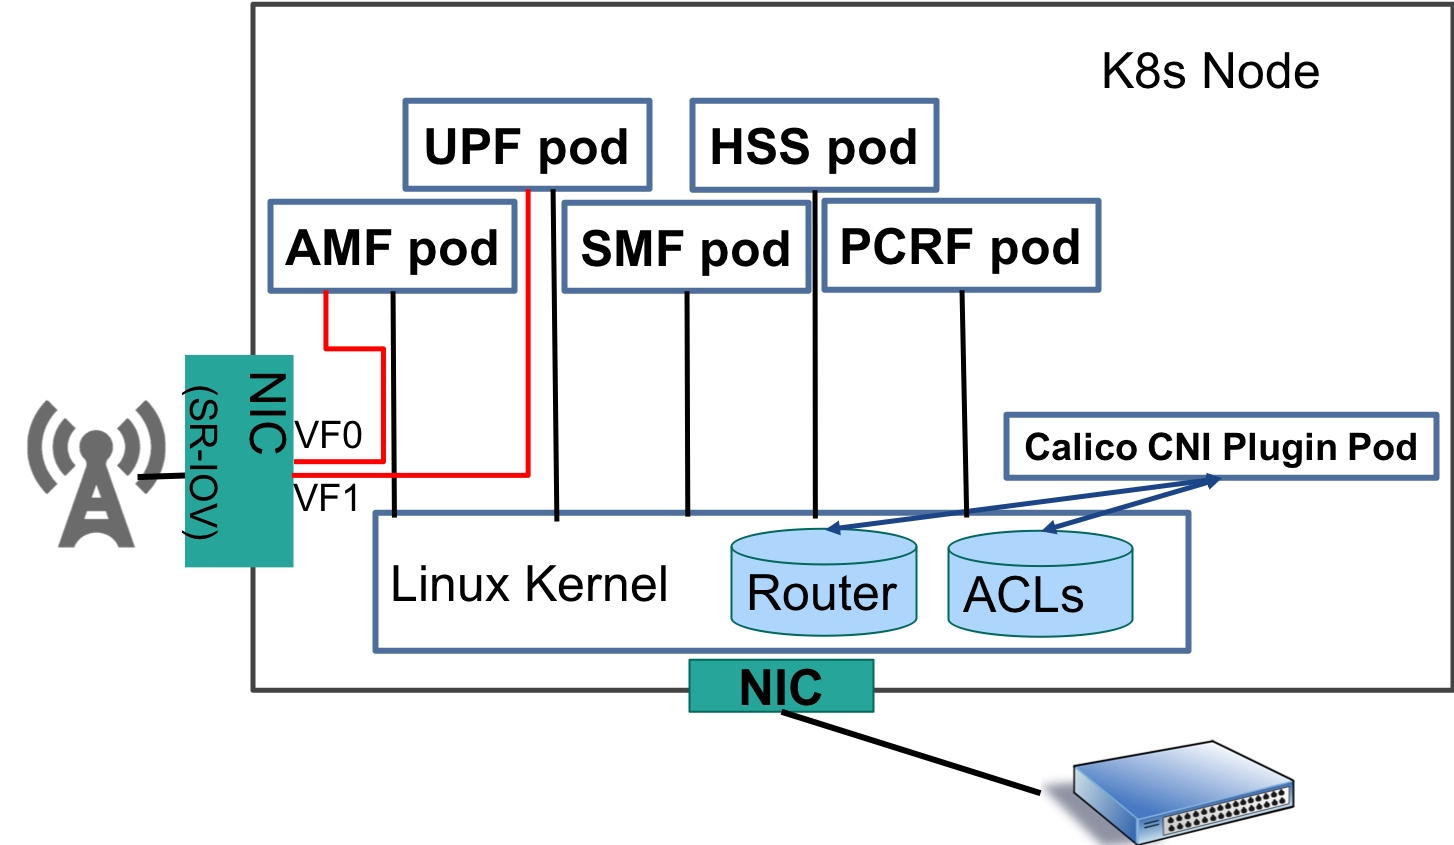 K8s Node
UPF pod
HSS pod
AMF pod
SMF pod
PCRF pod
NIC
(SR-IOV)
VF0
VF1
Calico CNI Plugin Pod
Linux Kernel
Router
ACLs
NIC